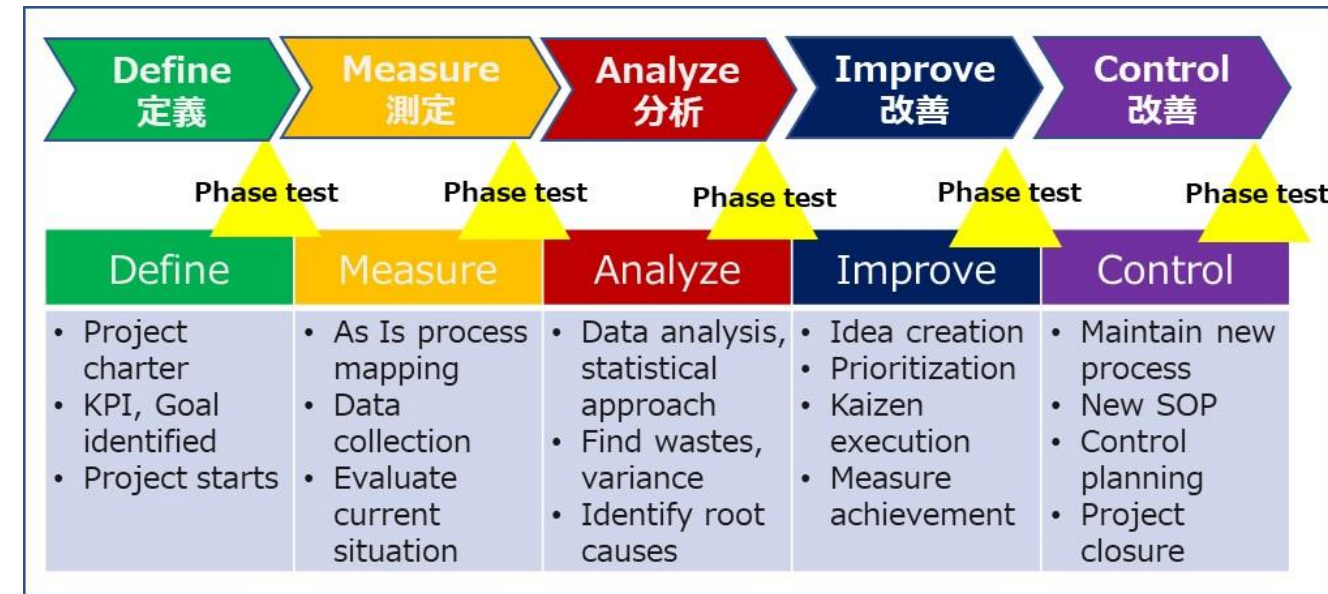 Define
定義
Measure
測定
Analyze
分析
Improve
改善
Control
改善
Phase test
Phase test
Phase test
Phase test
Phase test
Define
Measure
Analyze
Improve
Control
• Project
charter
• KPI, Goal
identified
• Project starts
• As Is process
mapping
• Data
collection
• Evaluate
current
situation
• Data analysis,
statistical
approach
• Find wastes,
variance
• Identify root
causes
• Idea creation
• Prioritization
• Kaizen
execution
• Measure
achievement
• Maintain new
process
• New SOP
• Control
planning
• Project
closure